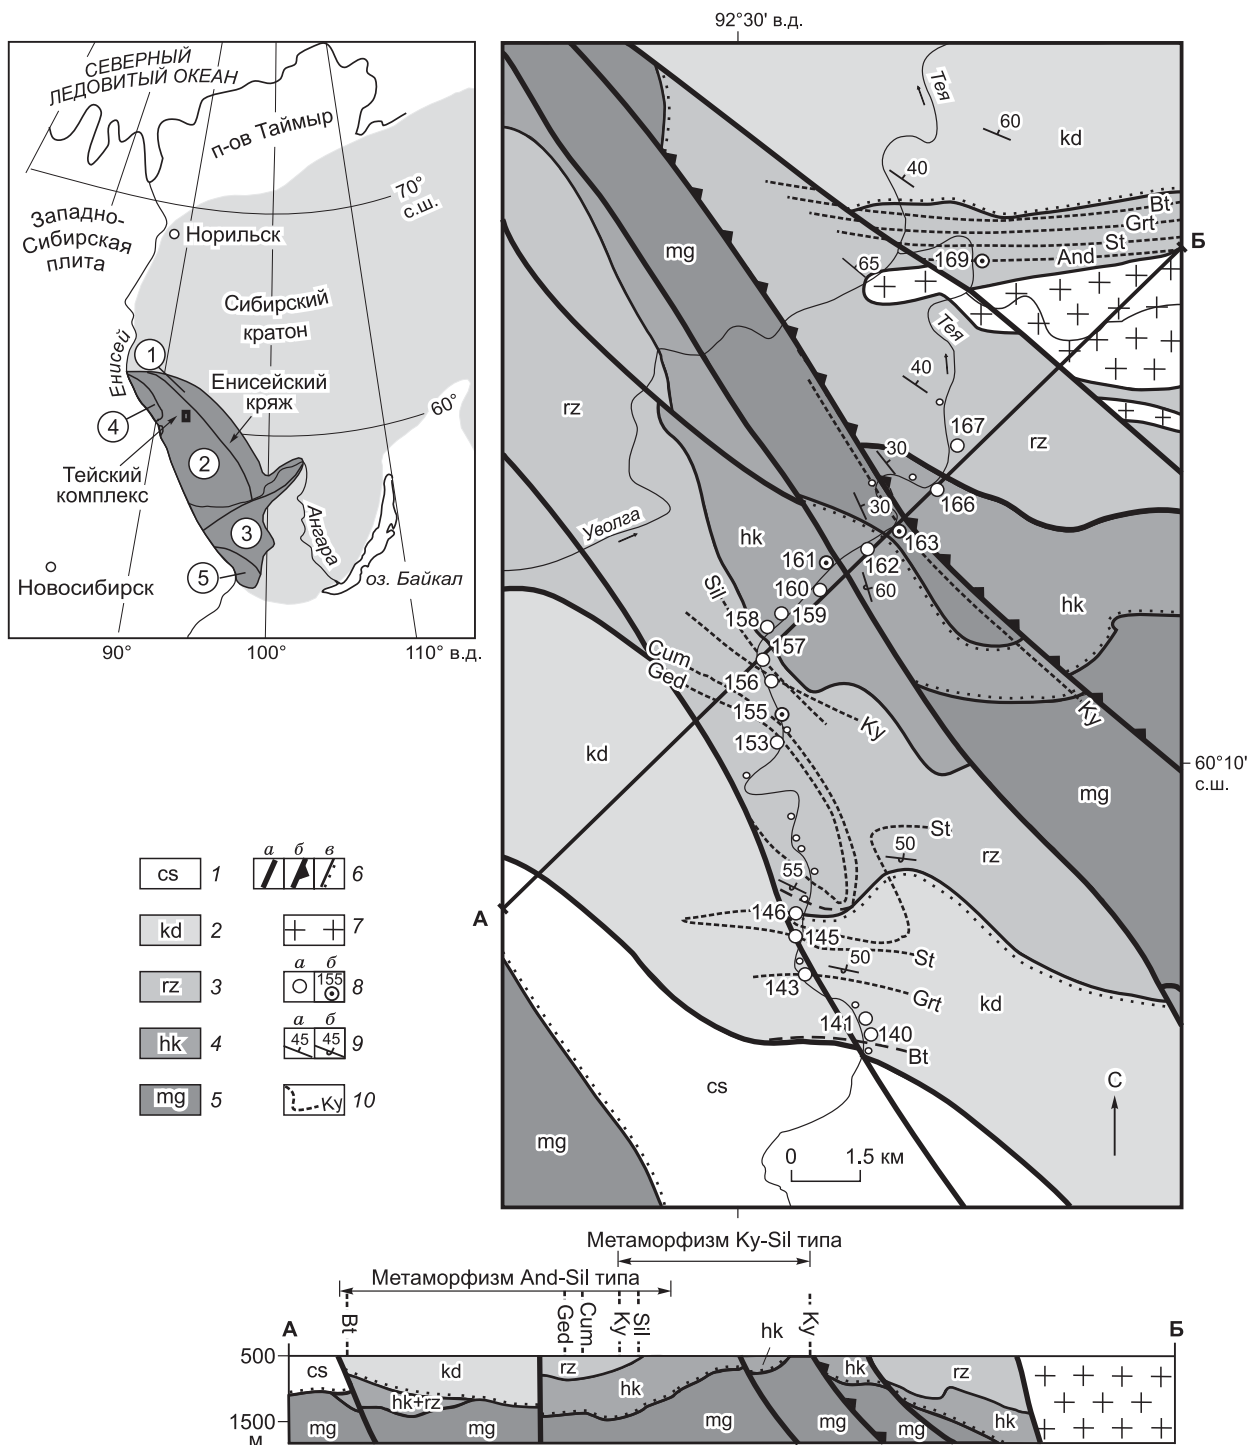 СЕВЕРНЫЙ
ЛЕДОВИТЫЙ ОКЕАН
п-ов Таймыр
70°
с.ш.
Западно-
Сибирская
плита
Норильск
Сибирский
кратон
Енисей
1
Енисейский
кряж
60°
4
2
Тейский
комплекс
3
Ангара
5
Новосибирск
оз. Байкал
90°
100°
110° в.д.
92°30' в.д.
Тея
60
kd
40
Bt
Grt
St
And
Б
mg
65
169
Тея
40
rz
167
rz
30
166
30
Уволга
hk
163
161
162
60
160
hk
Sil
159
158
157
Cum
Ged
156
Ky
Ky
155
153
kd
60°10'
с.ш.
mg
St
50
rz
55
А
146
145
St
50
143
Grt
kd
141
140
Bt
cs
С
mg
0
1.5 км
cs 1
kd 2
rz 3
hk 4
mg 5
а б в
6
7
а б
155
8
а б
45 45
9
Ky 10
Метаморфизм Ky-Sil типа
Метаморфизм And-Sil типа
А
Bt
Ged
Cum
Ky
Sil
hk
Ky
Б
500
cs
kd
rz
hk
hk
rz
hk+rz
hk
1500
м
mg
mg
mg
mg
mg